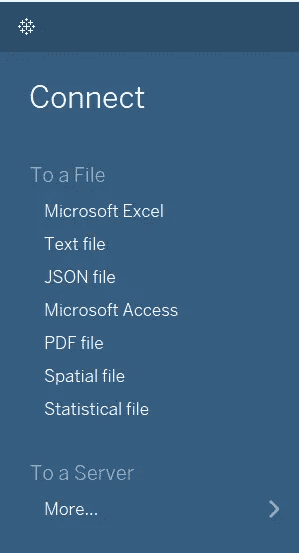 Connect
To a File
Microsoft Excel
Text file
JSON file
Microsoft Access
PDF file
Spatial file
Statistical file
To a Server
More...